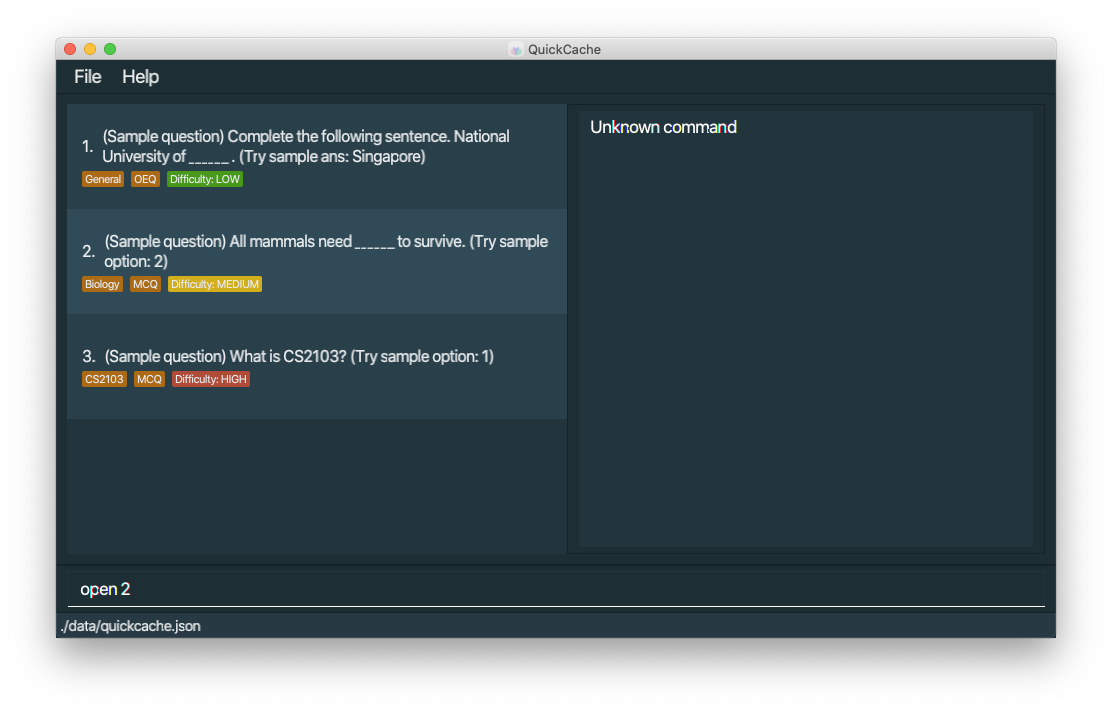 QuickCache
File Help
1. (Sample question) Complete the following sentence. National
University of ______ . (Try sample ans: Singapore)
General OEQ Difficulty: LOW
2. (Sample question) All mammals need ______ to survive. (Try sample
option: 2)
Biology MCQ Difficulty: MEDIUM
3. (Sample question) What is CS2103? (Try sample option: 1)
CS2103 MCQ Difficulty: HIGH
Unknown command
open 2
./data/quickcache.json